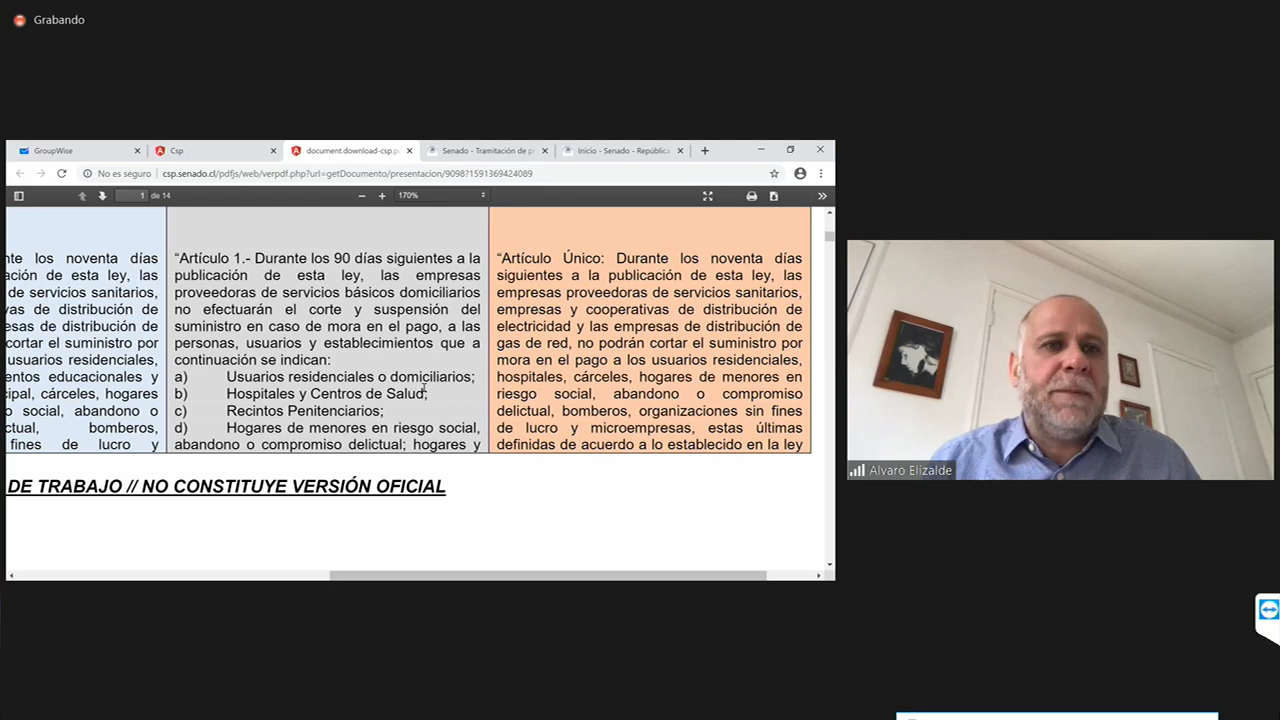 Grabando
GroupWise
Csp
document.download-csp.p
Senado - Tramitación de p
Inicio - Senado - Repúblic
No es seguro
csp.senado.cl/pdfjs/web/verpdf.php?url=getDocumento/presentacion/9098?1591369424089
1 de 14
170%
nte los noventa días
ación de esta ley, las
de servicios sanitarios,
vas de distribución de
esas de distribución de
cortar el suministro por
usuarios residenciales,
entos educacionales y
cipal, cárceles, hogares
o social, abandono o
ctual, bomberos,
fines de lucro y
“Artículo 1.- Durante los 90 días siguientes a la
publicación de esta ley, las empresas
proveedoras de servicios básicos domiciliarios
no efectuarán el corte y suspensión del
suministro en caso de mora en el pago, a las
personas, usuarios y establecimientos que a
continuación se indican:
a) Usuarios residenciales o domiciliarios;
b) Hospitales y Centros de Salud;
c) Recintos Penitenciarios;
d) Hogares de menores en riesgo social,
abandono o compromiso delictual; hogares y
“Artículo Único: Durante los noventa días
siguientes a la publicación de esta ley, las
empresas proveedoras de servicios sanitarios,
empresas y cooperativas de distribución de
electricidad y las empresas de distribución de
gas de red, no podrán cortar el suministro por
mora en el pago a los usuarios residenciales,
hospitales, cárceles, hogares de menores en
riesgo social, abandono o compromiso
delictual, bomberos, organizaciones sin fines
de lucro y microempresas, estas últimas
definidas de acuerdo a lo establecido en la ley
DE TRABAJO // NO CONSTITUYE VERSIÓN OFICIAL
Alvaro Elizalde